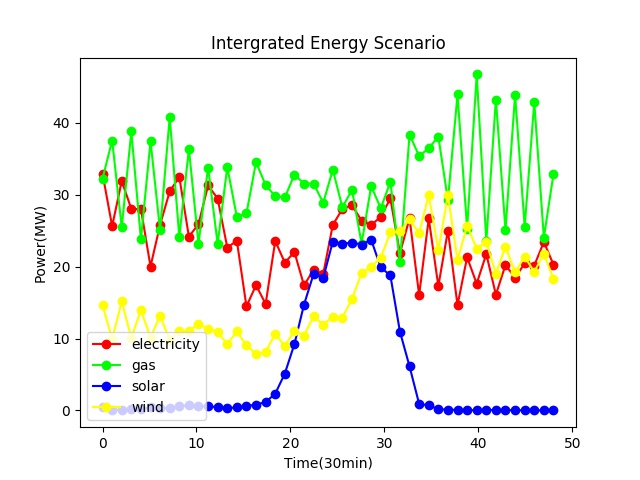 Intergrated Energy Scenario
Power(MW)
40
30
20
10
0
electricity
gas
solar
wind
0 10 20 30 40 50
Time(30min)